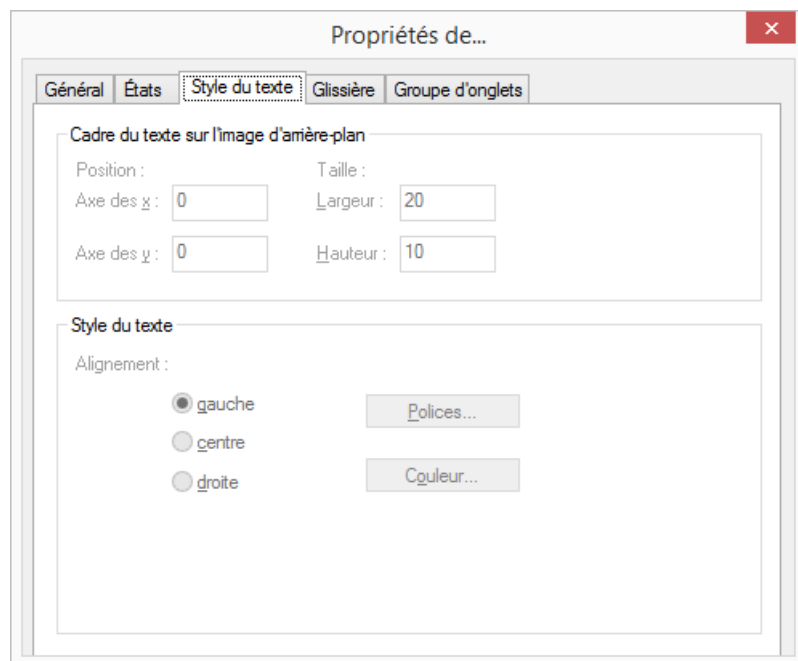 Propriétés de...
Général États Style du texte Glissière Groupe d'onglets
Cadre du texte sur l'image d'arrière-plan
Position : Taille :
Axe des x : 0 Largeur : 20
Axe des y : 0 Hauteur : 10
Style du texte
Alignement :
gauche Polices...
centre
droite Couleur...